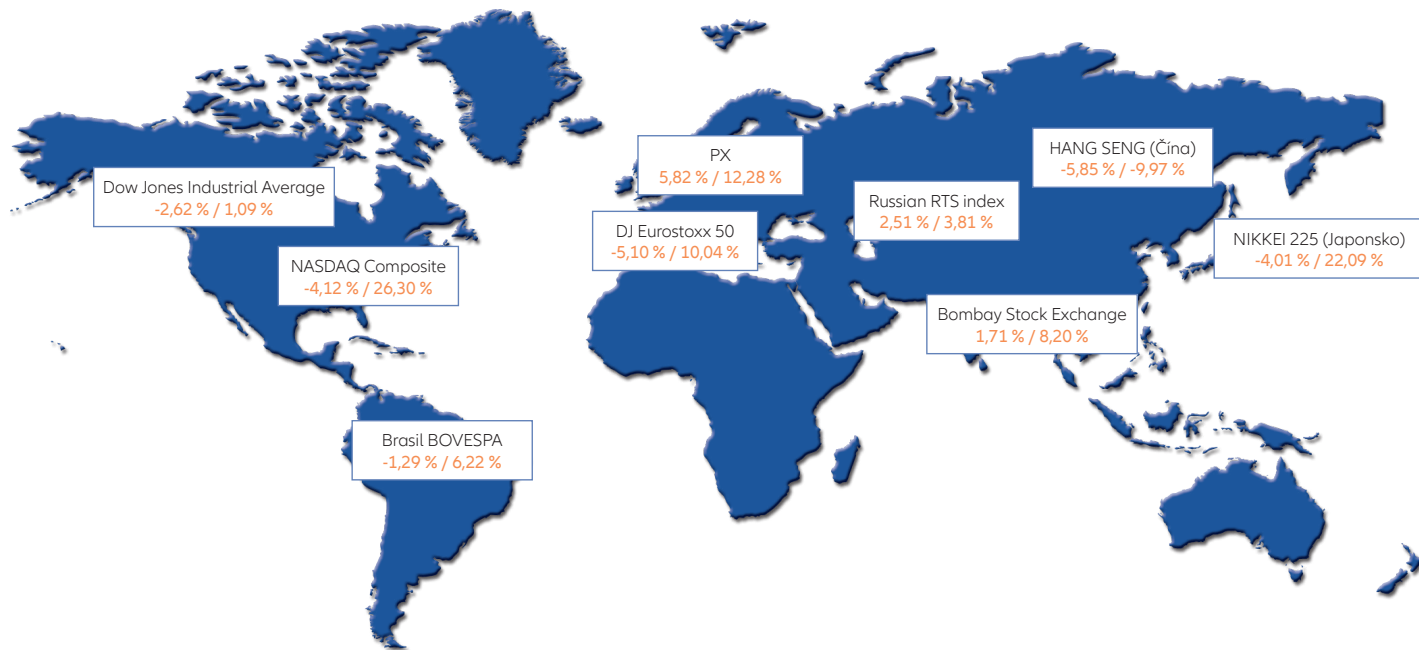 PX
5,82 % / 12,28 %
HANG SENG (Čína)
-5,85 % / -9,97 %
Dow Jones Industrial Average
-2,62 % / 1,09 %
Russian RTS index
2,51 % / 3,81 %
DJ Eurostoxx 50
-5,10 % / 10,04 %
NIKKEI 225 (Japonsko)
-4,01 % / 22,09 %
NASDAQ Composite
-4,12 % / 26,30 %
Bombay Stock Exchange
1,71 % / 8,20 %
Brasil BOVESPA
-1,29 % / 6,22 %